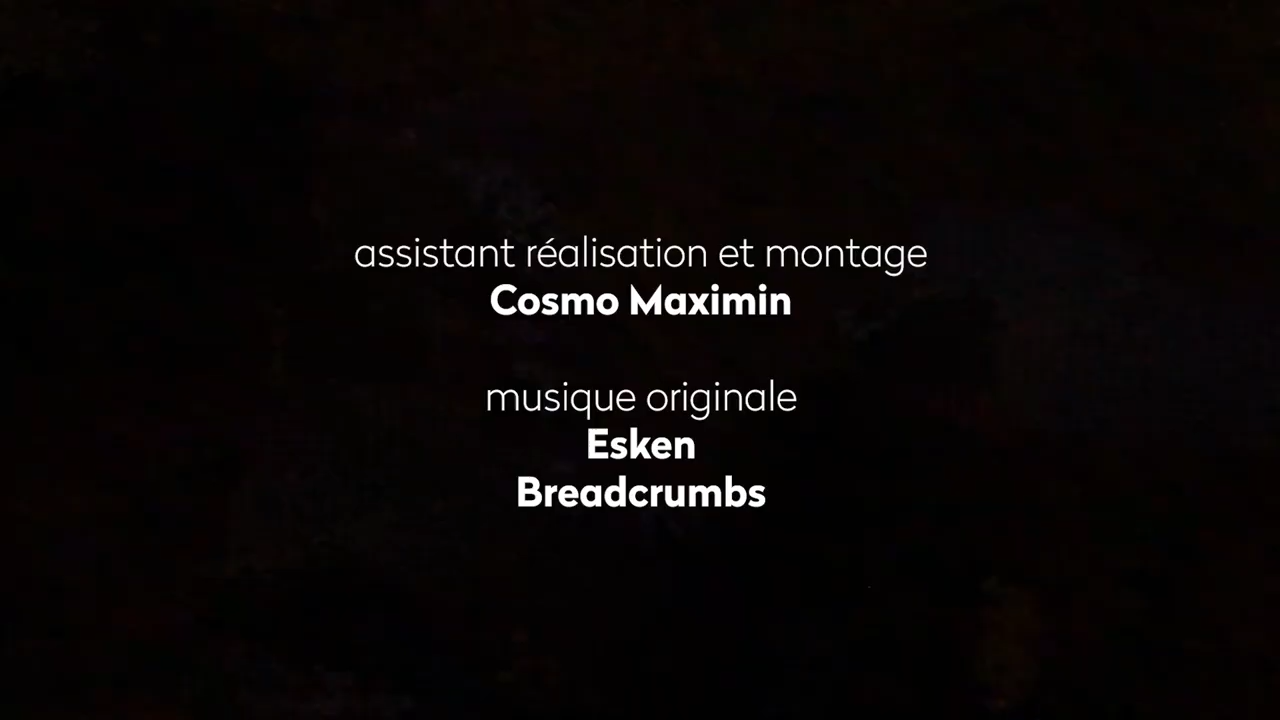 assistant réalisation et montage
Cosmo Maximin
musique originale
Esken
Breadcrumbs